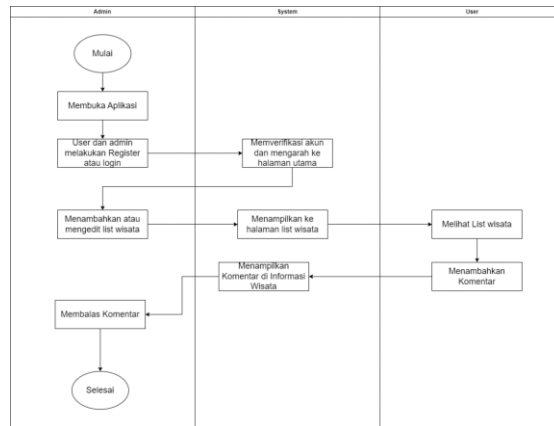 Admin
System
User
Mulai
Membuka Aplikasi
User dan admin
melakukan Register
atau login
Memverifikasi akun
dan mengarah ke
halaman utama
Menambahkan atau
mengedit list wisata
Menampilkan ke
halaman list wisata
Melihat List wisata
Menambahkan
Komentar
Menampilkan
Komentar di Informasi
Wisata
Membalas Komentar
Selesai